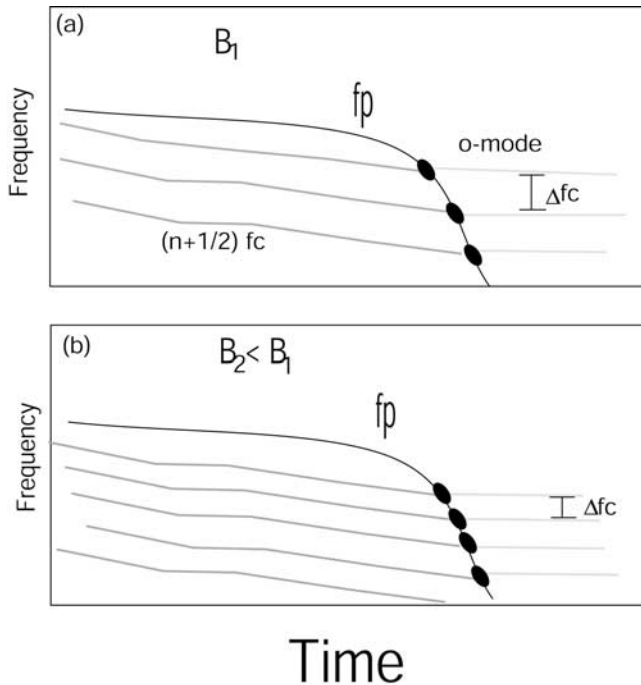 (a)
B₁
fp
o-mode
Δfc
(n+1/2) fc
Frequency
(b)
B₂< B₁
fp
Δfc
Frequency
Time